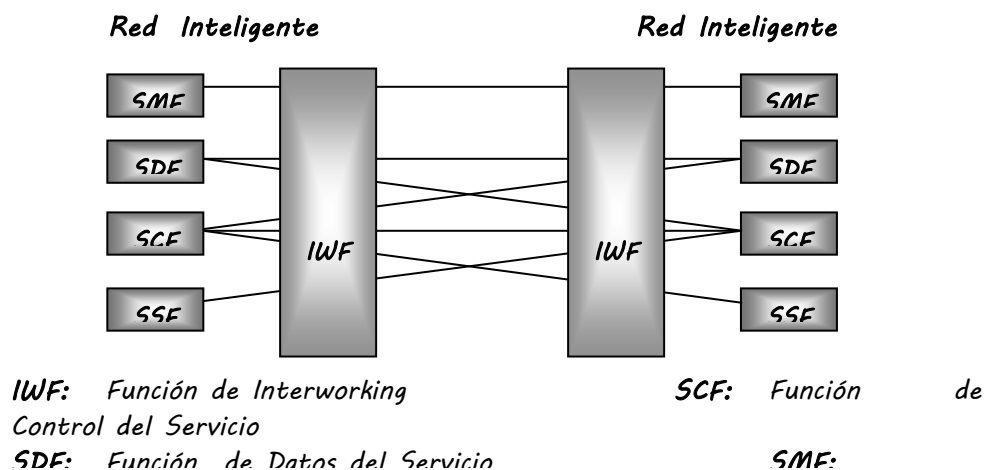 Red Inteligente Red Inteligente
SMF SMF
SDF SDF
SCF SCF
IWF IWF
SSF SSF
IWF: Función de Interworking SCF: Función de
Control del Servicio
SDF: Función de Datos del Servicio SMF: